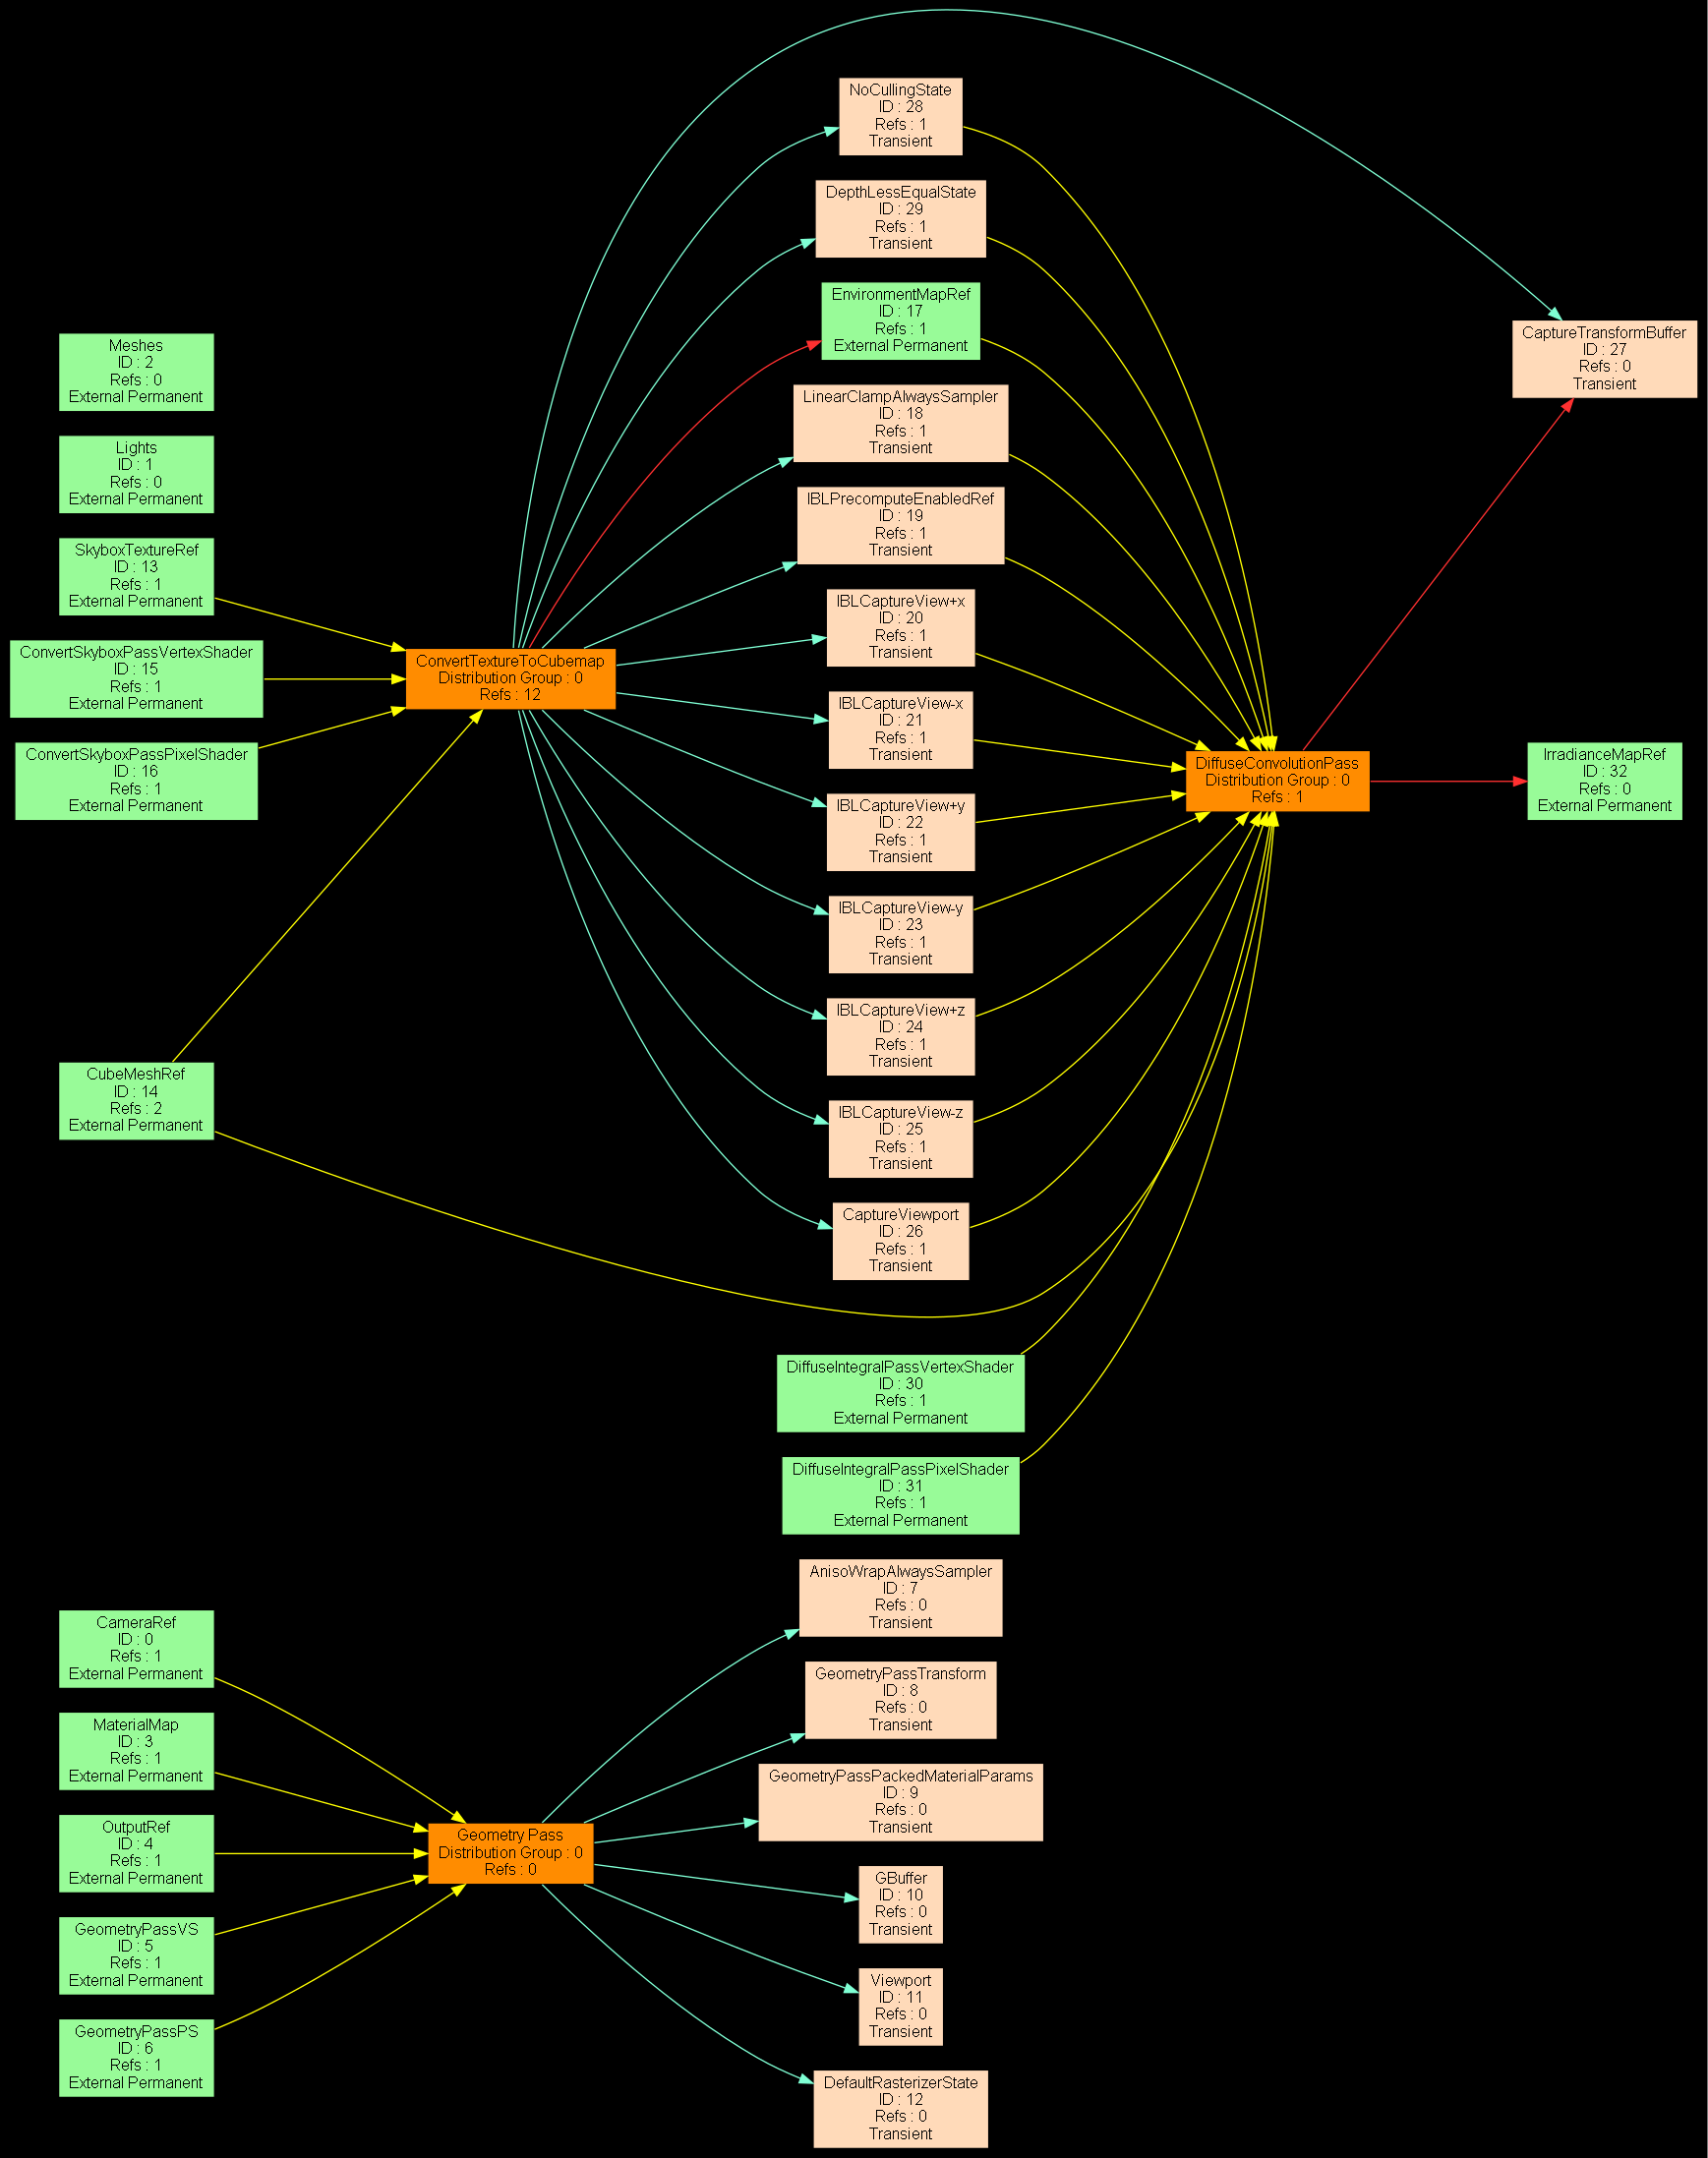 NoCullingState
ID : 28
Refs : 1
Transient
DepthLessEqualState
ID : 29
Refs : 1
Transient
EnvironmentMapRef
ID : 17
Refs : 1
External Permanent
CaptureTransformBuffer
ID : 27
Refs : 0
Transient
Meshes
ID : 2
Refs : 0
External Permanent
LinearClampAlwaysSampler
ID : 18
Refs : 1
Transient
Lights
ID : 1
Refs : 0
External Permanent
IBLPrecomputeEnabledRef
ID : 19
Refs : 1
Transient
SkyboxTextureRef
ID : 13
Refs : 1
External Permanent
IBLCaptureView+x
ID : 20
Refs : 1
Transient
ConvertSkyboxPassVertexShader
ID : 15
Refs : 1
External Permanent
ConvertTextureToCubemap
Distribution Group : 0
Refs : 12
IBLCaptureView-x
ID : 21
Refs : 1
Transient
ConvertSkyboxPassPixelShader
ID : 16
Refs : 1
External Permanent
DiffuseConvolutionPass
Distribution Group : 0
Refs : 1
IrradianceMapRef
ID : 32
Refs : 0
External Permanent
IBLCaptureView+y
ID : 22
Refs : 1
Transient
IBLCaptureView-y
ID : 23
Refs : 1
Transient
IBLCaptureView+z
ID : 24
Refs : 1
Transient
CubeMeshRef
ID : 14
Refs : 2
External Permanent
IBLCaptureView-z
ID : 25
Refs : 1
Transient
CaptureViewport
ID : 26
Refs : 1
Transient
DiffuseIntegralPassVertexShader
ID : 30
Refs : 1
External Permanent
DiffuseIntegralPassPixelShader
ID : 31
Refs : 1
External Permanent
AnisoWrapAlwaysSampler
ID : 7
Refs : 0
Transient
CameraRef
ID : 0
Refs : 1
External Permanent
GeometryPassTransform
ID : 8
Refs : 0
Transient
MaterialMap
ID : 3
Refs : 1
External Permanent
GeometryPassPackedMaterialParams
ID : 9
Refs : 0
Transient
OutputRef
ID : 4
Refs : 1
External Permanent
Geometry Pass
Distribution Group : 0
Refs : 0
GBuffer
ID : 10
Refs : 0
Transient
GeometryPassVS
ID : 5
Refs : 1
External Permanent
Viewport
ID : 11
Refs : 0
Transient
GeometryPassPS
ID : 6
Refs : 1
External Permanent
DefaultRasterizerState
ID : 12
Refs : 0
Transient